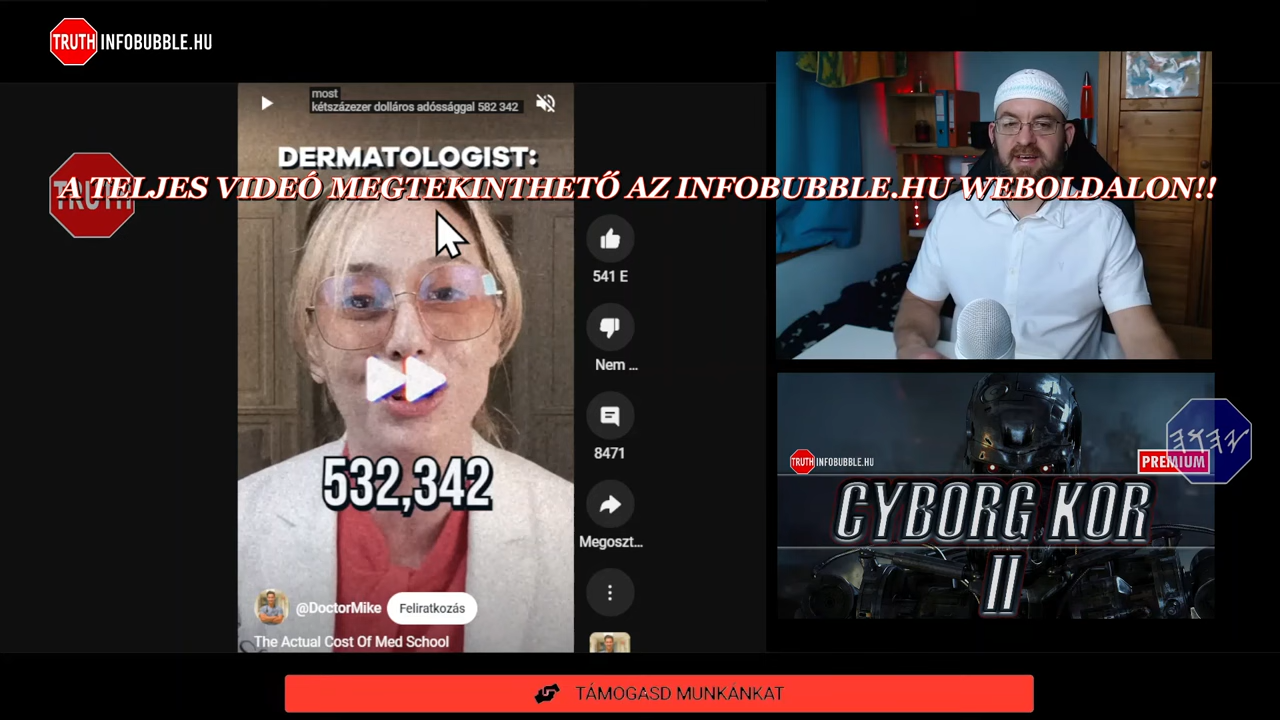 TRUTH INFOBUBBLE.HU
most
kétszázezer dolláros adóssággal 582 342
DERMATOLOGIST:
A TELJES VIDEÓ MEGTEKINTHETŐ AZ INFOBUBBLE.HU WEBOLDALON!!
TRUTH
541 E
Nem ...
532,342
8471
Megoszt...
@DoctorMike Feliratkozás
The Actual Cost Of Med School
TRUTH INFOBUBBLE.HU
PREMIUM
CYBORG KOR
II
TÁMOGASD MUNKÁNKAT